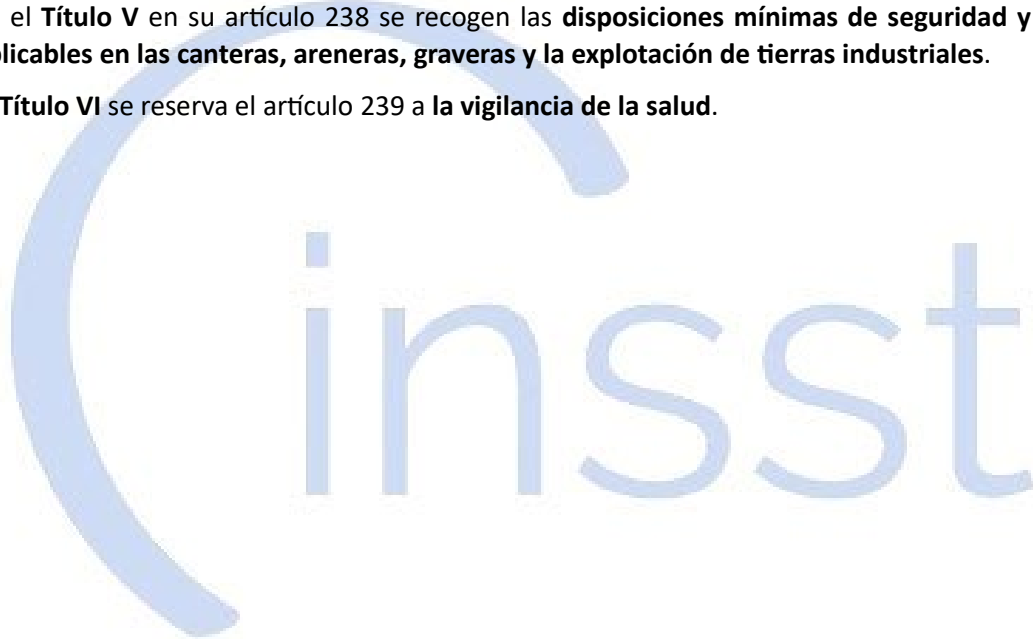 el Título V en su artículo 238 se recogen las disposiciones mínimas de seguridad y
licables en las canteras, areneras, graveras y la explotación de tierras industriales.
Título VI se reserva el artículo 239 a la vigilancia de la salud.
insst